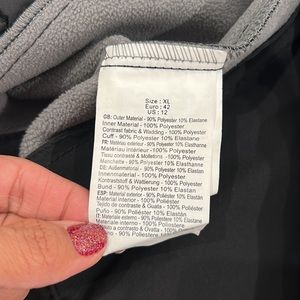 Size : XL
Euro : 42
US : 12
GB: Outer Material - 90% Polyester 10% Elastane
Inner Material - 100% Polyester
Contrast fabric & Wadding - 100% Polyester
Cuff - 90% Polyester 10% Elastane
FR: Matériau extérieur - 90% Polyester 10% Elasthanne
Matériau intérieur - 100% Polyester
Tissu contrasté & Molletons - 100% Polyester
Manchette - 90% Polyester 10% Elasthanne
DE: Außenmaterial - 90% Polyester 10% Elastan
Innenmaterial - 100% Polyester
Kontraststoff & Wattierung - 100% Polyester
Bund - 90% Polyester 10% Elastan
ESP: Material exterior - 90% Poliéster 10% Elastán
Material interior - 100% Poliéster
Tejido de contraste & Guata - 100% Poliéster
Puño - 90% Poliéster 10% Elastán
Materiale esterno - 90% Poliestere 10% Elastan
Materiale interno - 100% Poliestere
a contrasto & Ovatta - 100% Poliestere
- 90% Poliestere 10% Elastan